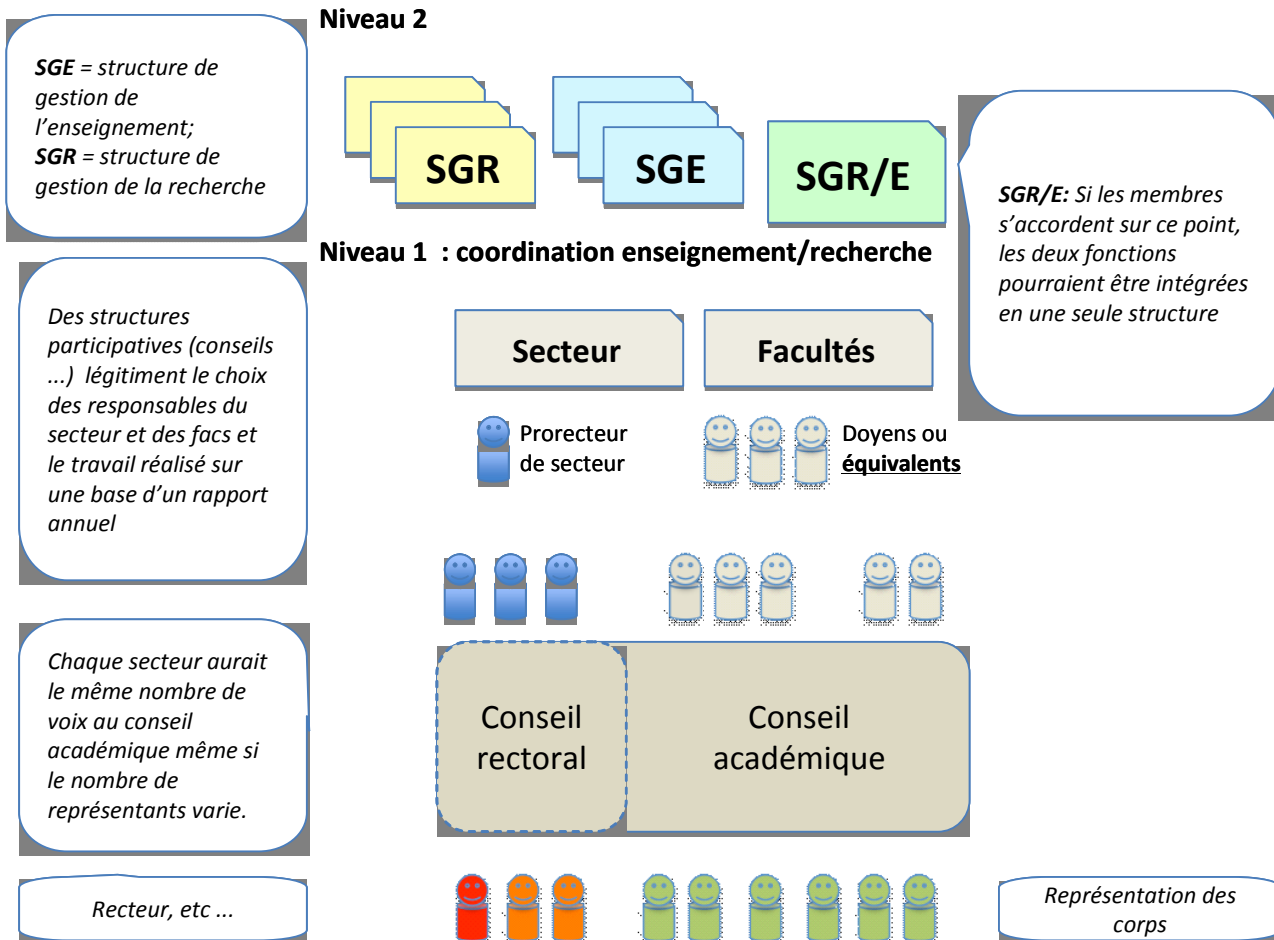 Niveau 2
SGE = structure de
gestion de
l’enseignement;
SGR = structure de
gestion de la recherche
SGR
SGE
SGR/E
SGR/E: Si les membres
s’accordent sur ce point,
les deux fonctions
pourraient être intégrées
en une seule structure
Niveau 1 : coordination enseignement/recherche
Des structures
participatives (conseils
...) légitiment le choix
des responsables du
secteur et des facs et
le travail réalisé sur
une base d’un rapport
annuel
Secteur
Facultés
Prorecteur
de secteur
Doyens ou
équivalents
Chaque secteur aurait
le même nombre de
voix au conseil
académique même si
le nombre de
représentants varie.
Conseil
rectoral
Conseil
académique
Recteur, etc ...
Représentation des
corps